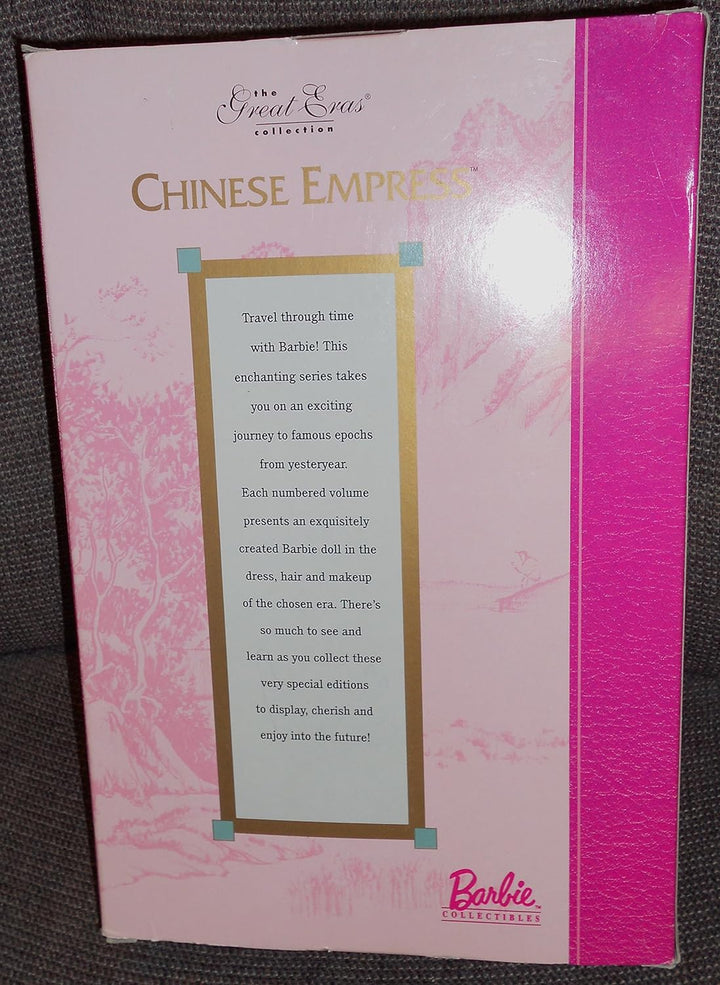 the
Great Eras®
collection
CHINESE EMPRESS™
Travel through time
with Barbie! This
enchanting series takes
you on an exciting
journey to famous epochs
from yesteryear.
Each numbered volume
presents an exquisitely
created Barbie doll in the
dress, hair and makeup
of the chosen era. There's
so much to see and
learn as you collect these
very special editions
to display, cherish and
enjoy into the future!
Barbie™
COLLECTIBLES